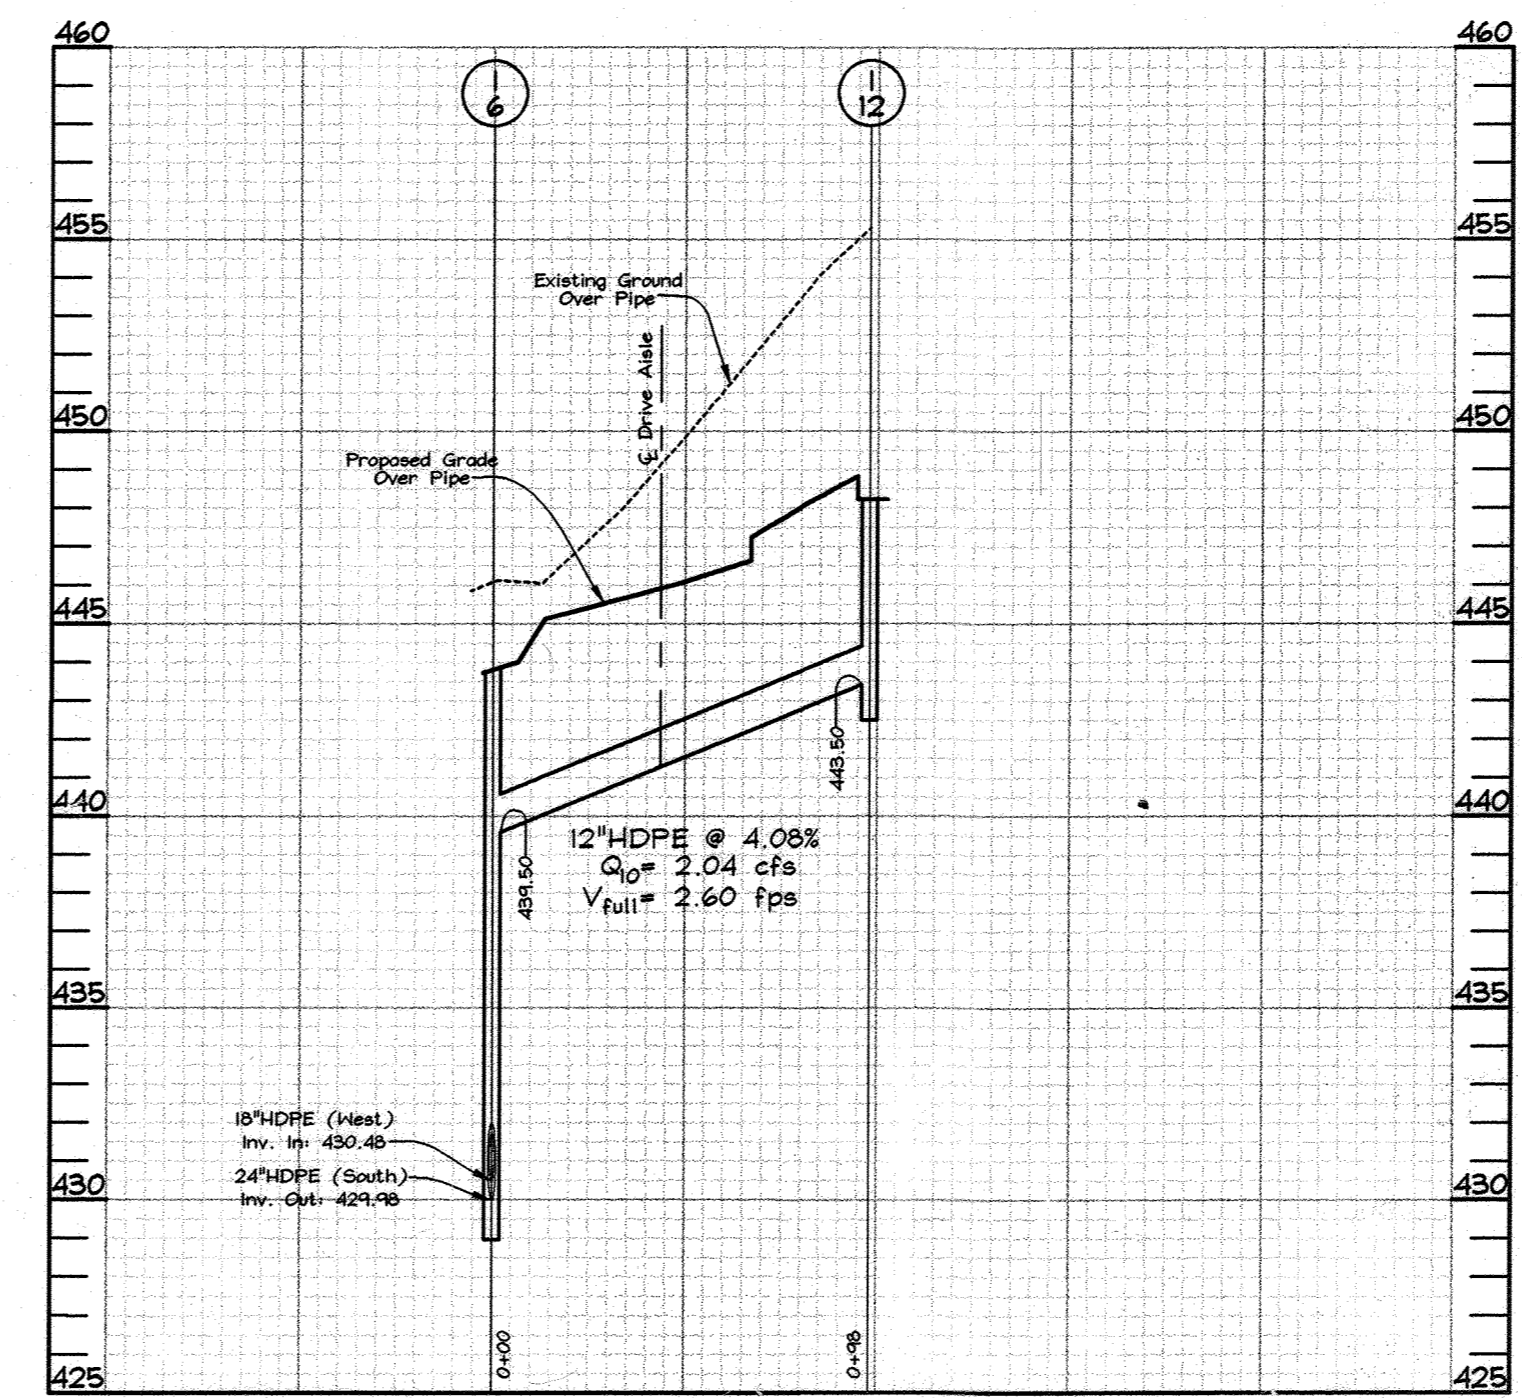 460
460
I
6
I
12
455
455
Existing Ground
Over Pipe
℄ Drive Aisle
450
450
Proposed Grade
Over Pipe
445
445
443.50
440
440
12"HDPE @ 4.08%
Q10= 2.04 cfs
Vfull= 2.60 fps
439.50
435
435
18"HDPE (West)
Inv. In: 430.48
24"HDPE (South)
Inv. Out: 429.98
430
430
0+00
0+98
425
425